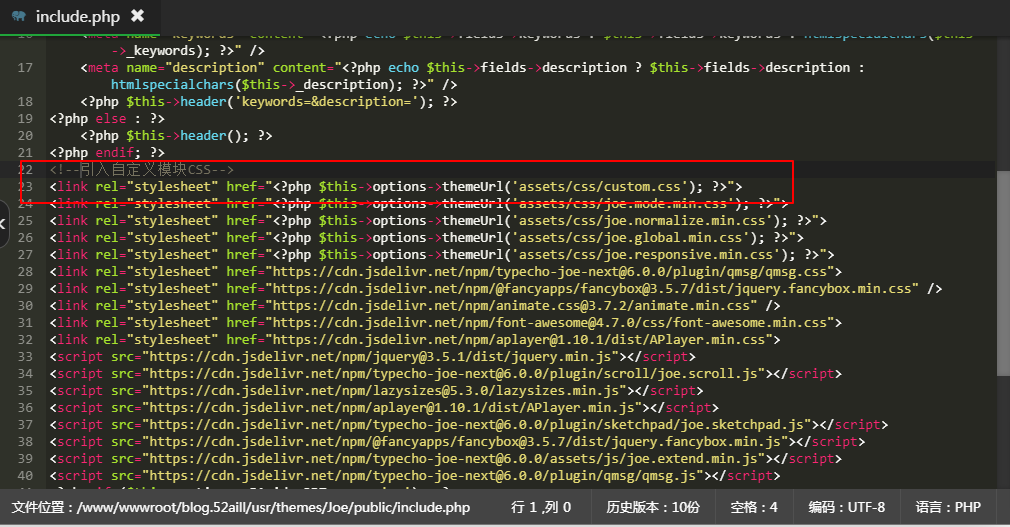 include.php ✖
->_keywords); ?>" />
17 <meta name="description" content="<?php echo $this->fields->description ? $this->fields->description :
htmlspecialchars($this->_description); ?>" />
18 <?php $this->header('keywords=&description='); ?>
19 <?php else : ?>
20 <?php $this->header(); ?>
21 <?php endif; ?>
22 <!--引入自定义模块CSS-->
23 <link rel="stylesheet" href="<?php $this->options->themeUrl('assets/css/custom.css'); ?>">
24 <link rel="stylesheet" href="<?php $this->options->themeUrl('assets/css/joe.mode.min.css'); ?>">
25 <link rel="stylesheet" href="<?php $this->options->themeUrl('assets/css/joe.normalize.min.css'); ?>">
26 <link rel="stylesheet" href="<?php $this->options->themeUrl('assets/css/joe.global.min.css'); ?>">
27 <link rel="stylesheet" href="<?php $this->options->themeUrl('assets/css/joe.responsive.min.css'); ?>">
28 <link rel="stylesheet" href="https://cdn.jsdelivr.net/npm/typecho-joe-next@6.0.0/plugin/qmsg/qmsg.css">
29 <link rel="stylesheet" href="https://cdn.jsdelivr.net/npm/@fancyapps/fancybox@3.5.7/dist/jquery.fancybox.min.css" />
30 <link rel="stylesheet" href="https://cdn.jsdelivr.net/npm/animate.css@3.7.2/animate.min.css" />
31 <link rel="stylesheet" href="https://cdn.jsdelivr.net/npm/font-awesome@4.7.0/css/font-awesome.min.css">
32 <link rel="stylesheet" href="https://cdn.jsdelivr.net/npm/aplayer@1.10.1/dist/APlayer.min.css">
33 <script src="https://cdn.jsdelivr.net/npm/jquery@3.5.1/dist/jquery.min.js"></script>
34 <script src="https://cdn.jsdelivr.net/npm/typecho-joe-next@6.0.0/plugin/scroll/joe.scroll.js"></script>
35 <script src="https://cdn.jsdelivr.net/npm/lazysizes@5.3.0/lazysizes.min.js"></script>
36 <script src="https://cdn.jsdelivr.net/npm/aplayer@1.10.1/dist/APlayer.min.js"></script>
37 <script src="https://cdn.jsdelivr.net/npm/typecho-joe-next@6.0.0/plugin/sketchpad/joe.sketchpad.js"></script>
38 <script src="https://cdn.jsdelivr.net/npm/@fancyapps/fancybox@3.5.7/dist/jquery.fancybox.min.js"></script>
39 <script src="https://cdn.jsdelivr.net/npm/typecho-joe-next@6.0.0/assets/js/joe.extend.min.js"></script>
40 <script src="https://cdn.jsdelivr.net/npm/typecho-joe-next@6.0.0/plugin/qmsg/qmsg.js"></script>
文件位置：/www/wwwroot/blog.52aill/usr/themes/Joe/public/include.php 行 1 ,列 0 历史版本：10份 空格：4 编码：UTF-8 语言：PHP